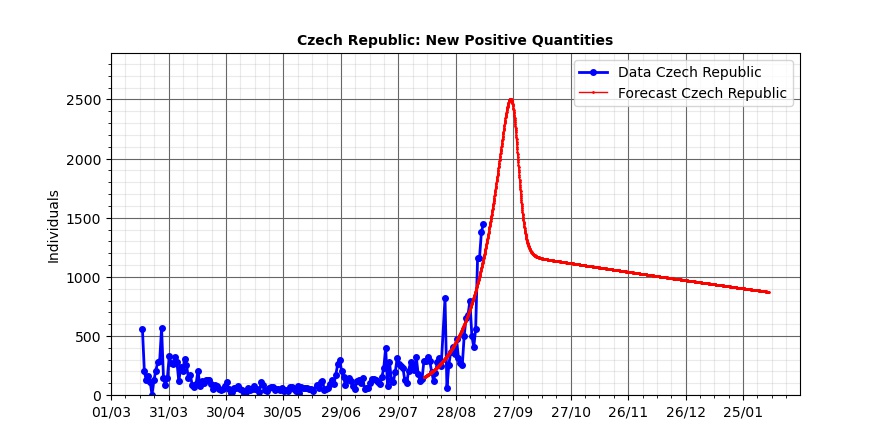 Czech Republic: New Positive Quantities
Data Czech Republic
Forecast Czech Republic
2500
2000
1500
1000
500
0
Individuals
01/03 31/03 30/04 30/05 29/06 29/07 28/08 27/09 27/10 26/11 26/12 25/01